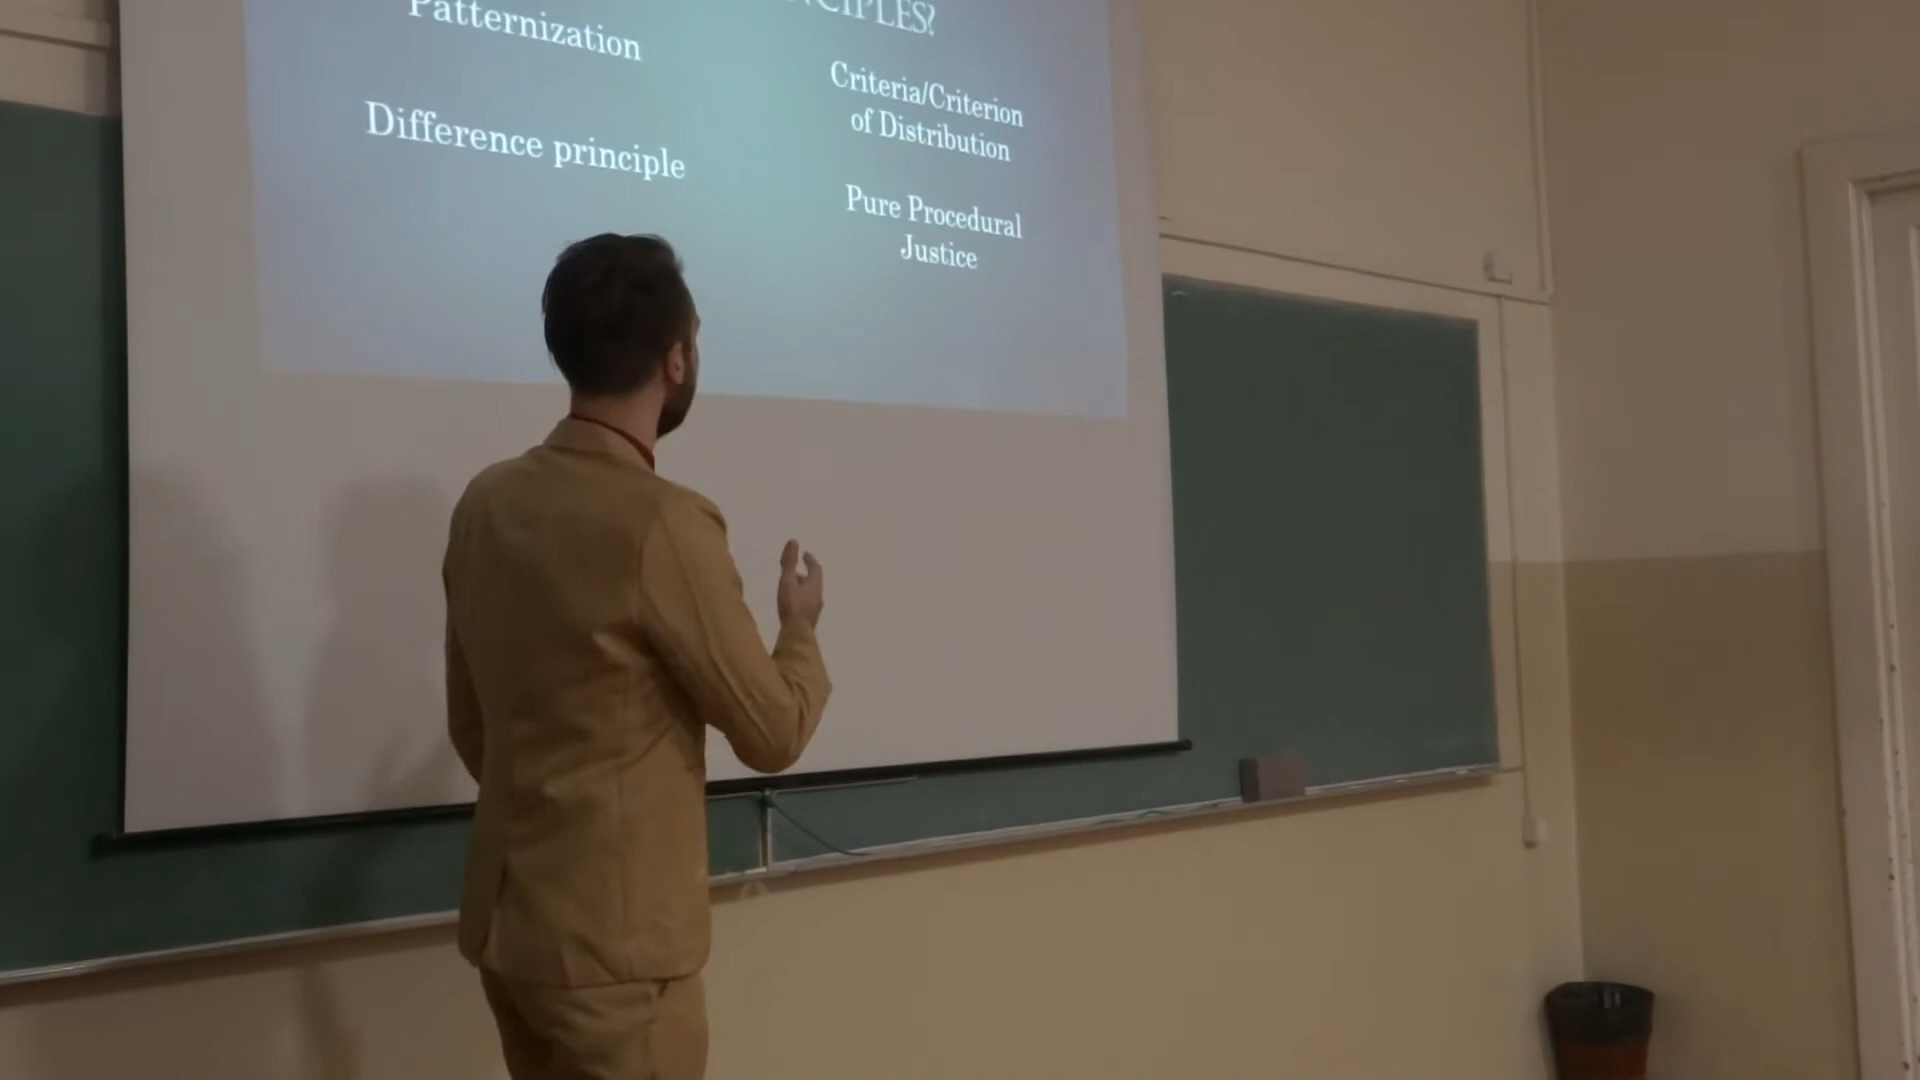 Patternization
Difference principle
Criteria/Criterion
of Distribution
Pure Procedural
Justice